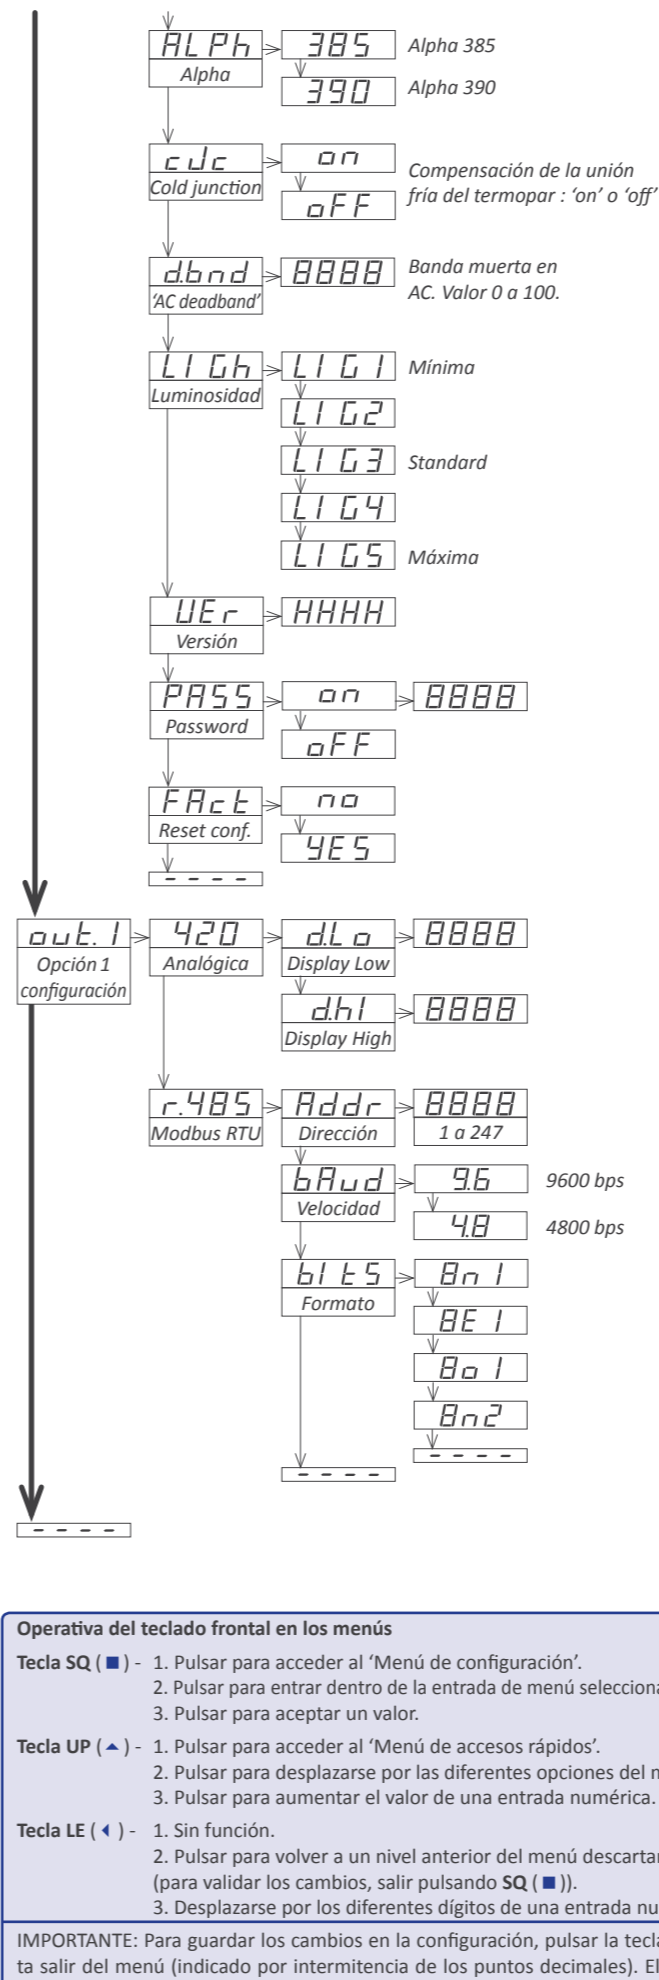 ALPh 385 Alpha 385
Alpha
390 Alpha 390
cJc on
Cold junction Compensación de la unión
oFF fría del termopar : ‘on’ o ‘off’
d.bnd 8888 Banda muerta en
‘AC deadband’ AC. Valor 0 a 100.
LIGh LIG1 Mínima
Luminosidad
LIG2
LIG3 Standard
LIG4
LIG5 Máxima
VEr HHHH
Versión
PASS on 8888
Password
oFF
FAct no
Reset conf.
YES
----
out.1 420 d.Lo 8888
Opción 1 Analógica Display Low
configuración
d.hI 8888
Display High
r.485 Addr 8888
Modbus RTU Dirección 1 a 247
bAud 9.6 9600 bps
Velocidad
4.8 4800 bps
bItS 8n1
Formato
8E1
8o1
8n2
----
----
----
Operativa del teclado frontal en los menús
Tecla SQ ( ■ ) - 1. Pulsar para acceder al ‘Menú de configuración’.
2. Pulsar para entrar dentro de la entrada de menú
3. Pulsar para aceptar un valor.
Tecla UP ( ▲ ) - 1. Pulsar para acceder al ‘Menú de accesos rápidos’.
2. Pulsar para desplazarse por las diferentes opciones del
3. Pulsar para aumentar el valor de una entrada numérica.
Tecla LE ( ◀ ) - 1. Sin función.
2. Pulsar para volver a un nivel anterior del menú
(para validar los cambios, salir pulsando SQ ( ■ )).
3. Desplazarse por los diferentes dígitos de una entrada
IMPORTANTE: Para guardar los cambios en la configuración, pulsar la tecla
ta salir del menú (indicado por intermitencia de los puntos decimales). El